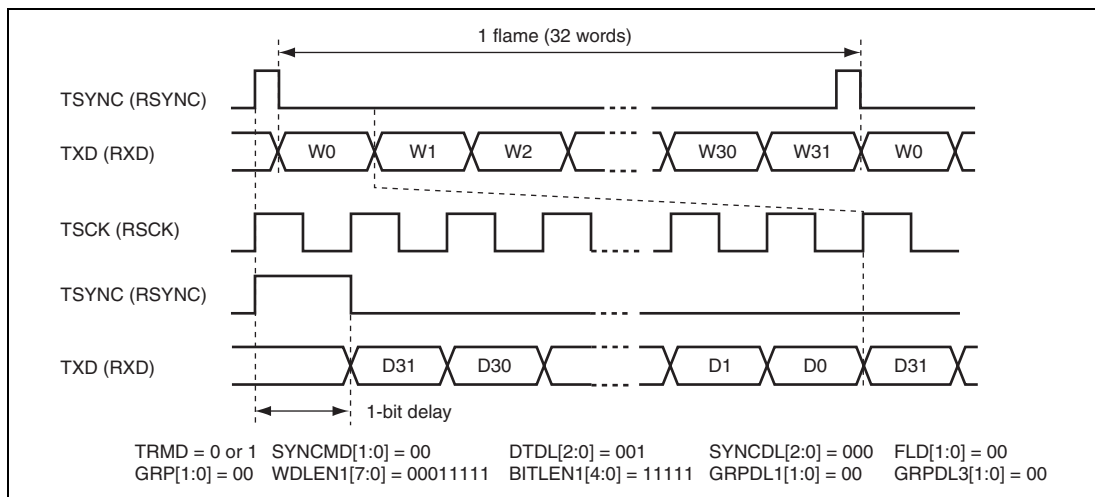 1 flame (32 words)
TSYNC (RSYNC)
TXD (RXD) W0 W1 W2 W30 W31 W0
TSCK (RSCK)
TSYNC (RSYNC)
TXD (RXD) D31 D30 D1 D0 D31
1-bit delay
TRMD = 0 or 1 SYNCMD[1:0] = 00 DTDL[2:0] = 001 SYNCDL[2:0] = 000 FLD[1:0] = 00
GRP[1:0] = 00 WDLEN1[7:0] = 00011111 BITLEN1[4:0] = 11111 GRPDL1[1:0] = 00 GRPDL3[1:0] = 00